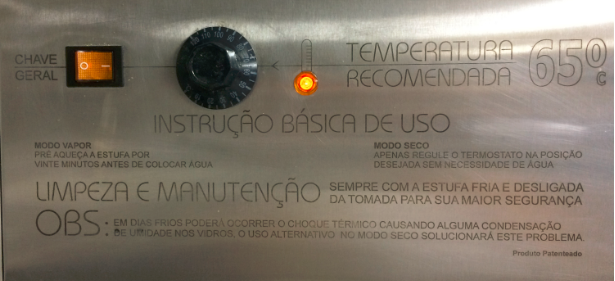 CHAVE
GERAL
TEMPERATURA
RECOMENDADA
65º
C
INSTRUÇÃO BÁSICA DE USO
MODO VAPOR
PRÉ AQUEÇA A ESTUFA POR
VINTE MINUTOS ANTES DE COLOCAR ÁGUA
MODO SECO
APENAS REGULE O TERMOSTATO NA POSIÇÃO
DESEJADA SEM NECESSIDADE DE ÁGUA
LIMPEZA E MANUTENÇÃO
SEMPRE COM A ESTUFA FRIA E DESLIGADA
DA TOMADA PARA SUA MAIOR SEGURANÇA
OBS:
EM DIAS FRIOS PODERÁ OCORRER O CHOQUE TÉRMICO CAUSANDO ALGUMA CONDENSAÇÃO
DE UMIDADE NOS VIDROS, O USO ALTERNATIVO NO MODO SECO SOLUCIONARÁ ESTE PROBLEMA.
Produto Patenteado